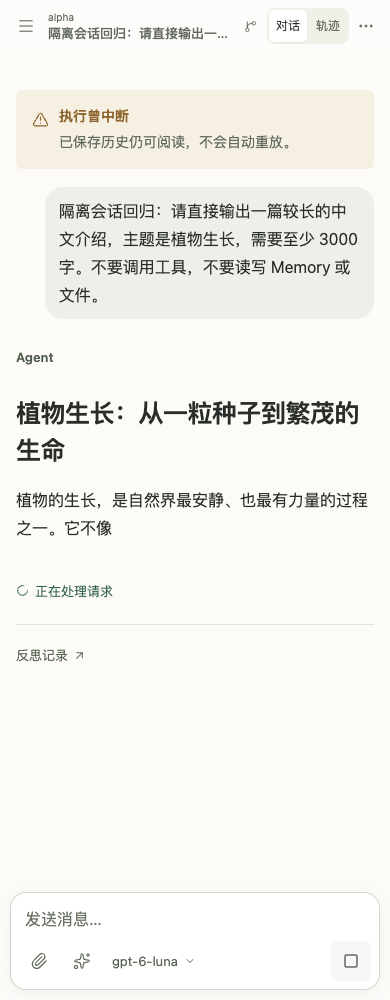 alpha
隔离会话回归：请直接输出一...
对话
轨迹
执行曾中断
已保存历史仍可阅读，不会自动重放。
隔离会话回归：请直接输出一篇较长的中
文介绍，主题是植物生长，需要至少 3000
字。不要调用工具，不要读写 Memory 或
文件。
Agent
植物生长：从一粒种子到繁茂的
生命
植物的生长，是自然界最安静、也最有力量的过程
之一。它不像
正在处理请求
反思记录
发送消息...
gpt-6-luna